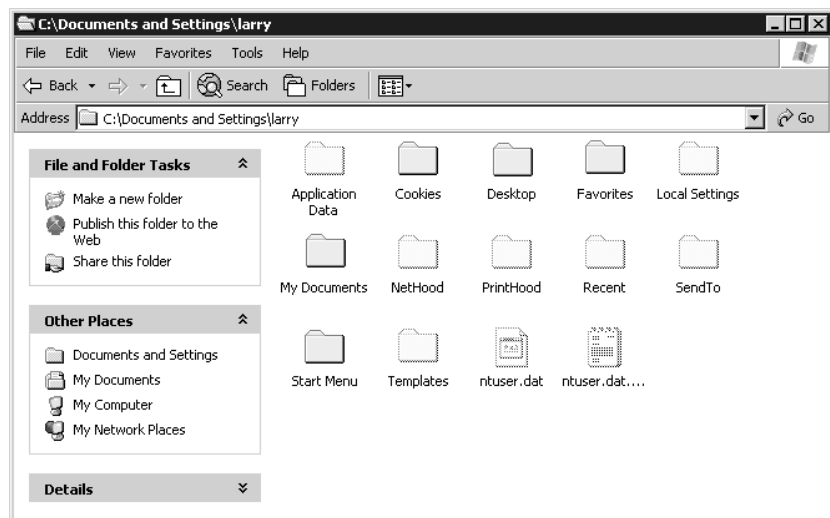 C:\Documents and Settings\larry
File Edit View Favorites Tools Help
Back Search Folders
Address C:\Documents and Settings\larry Go
File and Folder Tasks
Make a new folder
Publish this folder to the
Web
Share this folder
Other Places
Documents and Settings
My Documents
My Computer
My Network Places
Details
Application
Data
Cookies
Desktop
Favorites
Local Settings
My Documents
NetHood
PrintHood
Recent
SendTo
Start Menu
Templates
ntuser.dat
ntuser.dat....